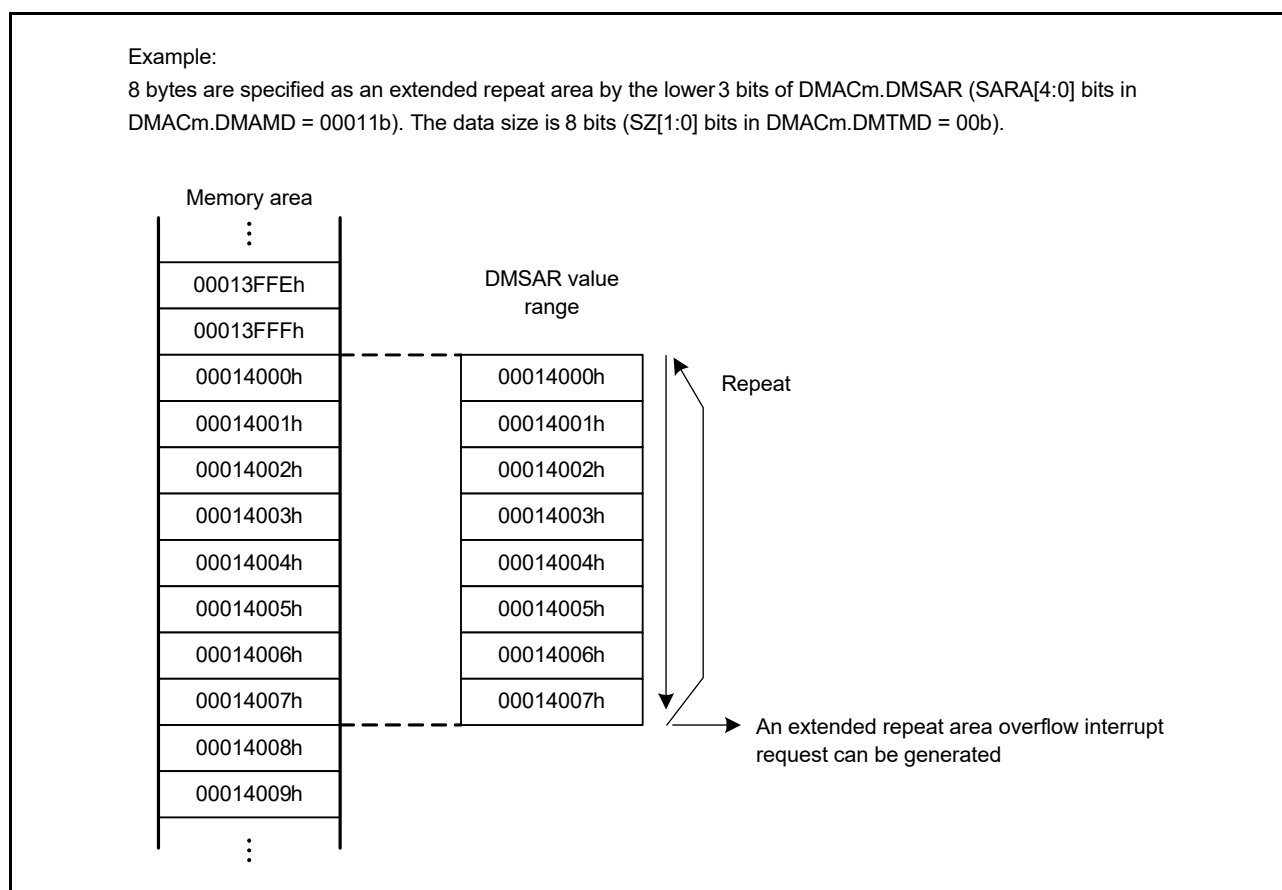 Example:
8 bytes are specified as an extended repeat area by the lower 3 bits of DMACm.DMSAR (SARA[4:0] bits in
DMACm.DMAMD = 00011b). The data size is 8 bits (SZ[1:0] bits in DMACm.DMTMD = 00b).
Memory area
00013FFEh
00013FFFh
00014000h
00014001h
00014002h
00014003h
00014004h
00014005h
00014006h
00014007h
00014008h
00014009h
DMSAR value
range
00014000h
00014001h
00014002h
00014003h
00014004h
00014005h
00014006h
00014007h
Repeat
An extended repeat area overflow interrupt
request can be generated